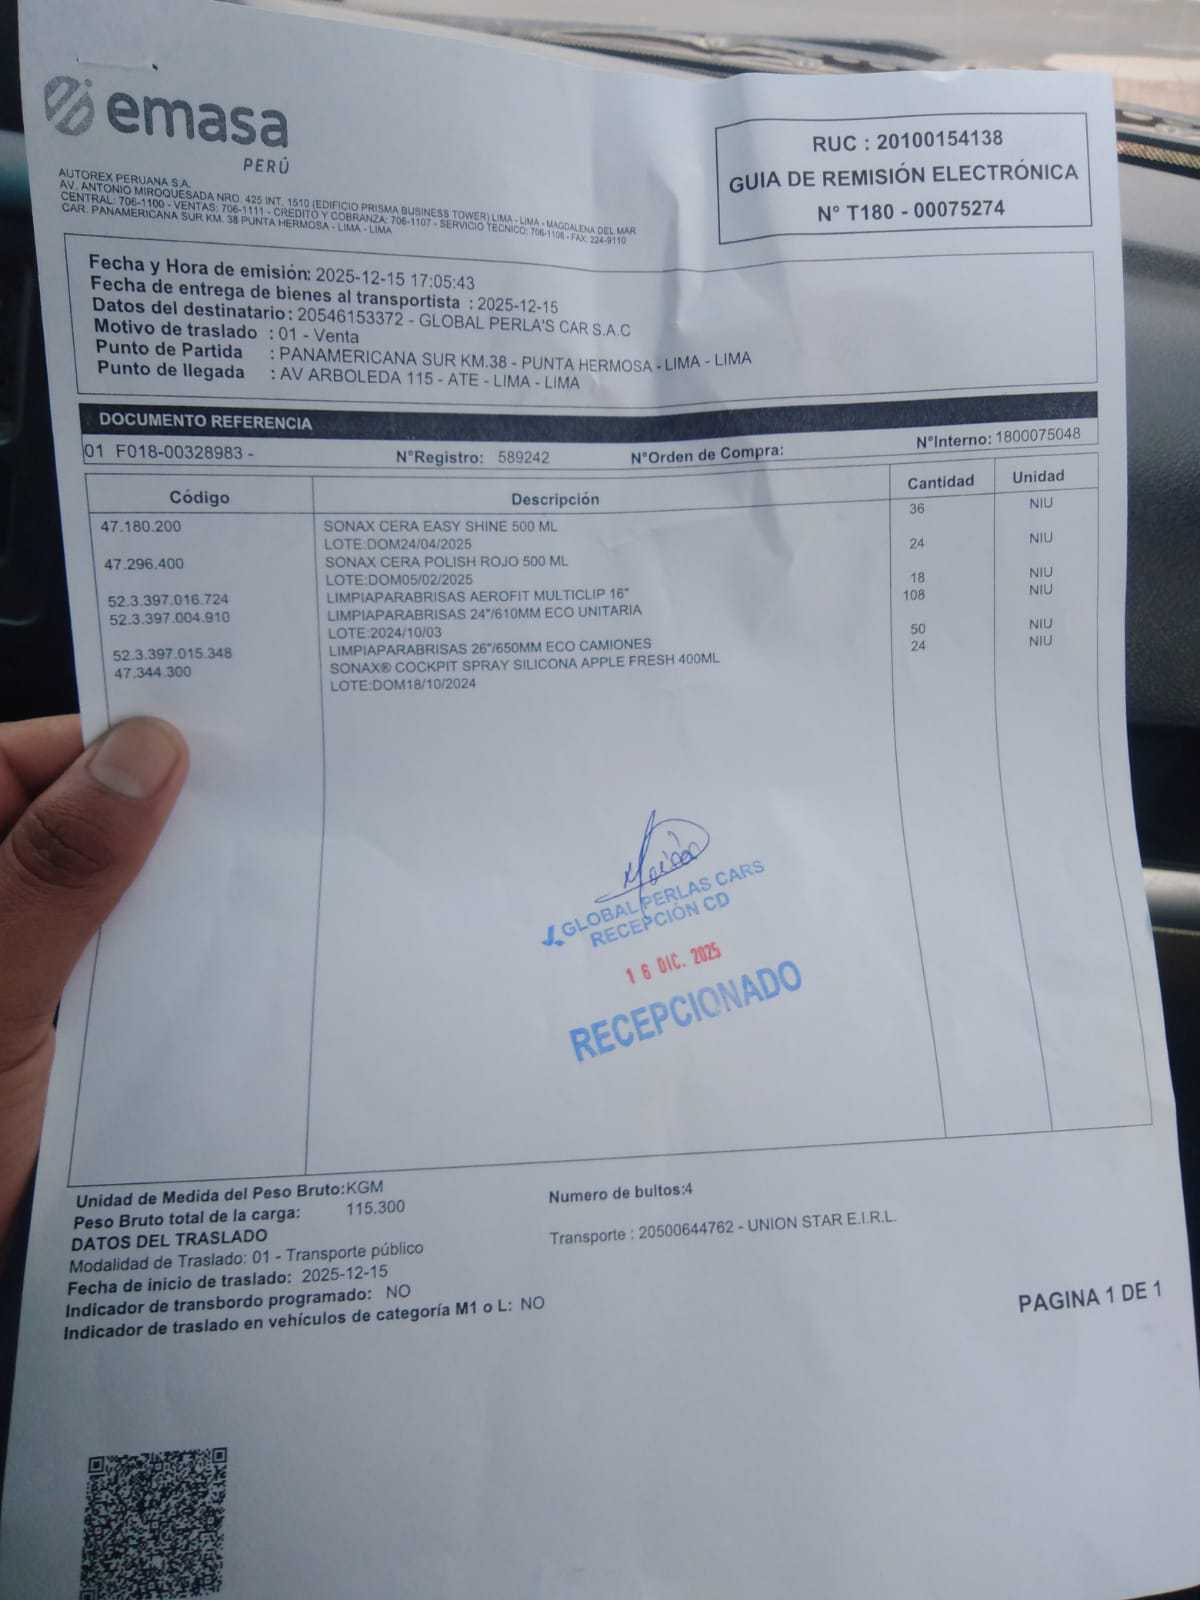 emasa
PERÚ
AUTOREX PERUANA S.A.
AV. ANTONIO MIROQUESADA NRO. 425 INT. 1510 (EDIFICIO PRISMA BUSINESS TOWER) LIMA - LIMA - MAGDALENA DEL MAR
CENTRAL: 706-1100 - VENTAS: 706-1111 - CREDITO Y COBRANZA: 706-1107 - SERVICIO TECNICO: 706-1108 - FAX: 224-9110
CAR. PANAMERICANA SUR KM. 38 PUNTA HERMOSA - LIMA - LIMA
RUC : 20100154138
GUIA DE REMISIÓN ELECTRÓNICA
N° T180 - 00075274
Fecha y Hora de emisión: 2025-12-15 17:05:43
Fecha de entrega de bienes al transportista : 2025-12-15
Datos del destinatario: 20546153372 - GLOBAL PERLA'S CAR S.A.C
Motivo de traslado : 01 - Venta
Punto de Partida : PANAMERICANA SUR KM.38 - PUNTA HERMOSA - LIMA - LIMA
Punto de llegada : AV ARBOLEDA 115 - ATE - LIMA - LIMA
DOCUMENTO REFERENCIA
01 F018-00328983 - N°Registro: 589242 N°Orden de Compra: N°Interno: 1800075048
Código Descripción Cantidad Unidad
47.180.200 SONAX CERA EASY SHINE 500 ML 36 NIU
LOTE:DOM24/04/2025
47.296.400 SONAX CERA POLISH ROJO 500 ML 24 NIU
LOTE:DOM05/02/2025
52.3.397.016.724 LIMPIAPARABRISAS AEROFIT MULTICLIP 16" 18 NIU
52.3.397.004.910 LIMPIAPARABRISAS 24"/610MM ECO UNITARIA 108 NIU
LOTE:2024/10/03
52.3.397.015.348 LIMPIAPARABRISAS 26"/650MM ECO CAMIONES 50 NIU
47.344.300 SONAX® COCKPIT SPRAY SILICONA APPLE FRESH 400ML 24 NIU
LOTE:DOM18/10/2024
GLOBAL PERLAS CARS
RECEPCIÓN CD
16 DIC. 2025
RECEPCIONADO
Unidad de Medida del Peso Bruto:KGM
Peso Bruto total de la carga: 115.300
Numero de bultos:4
DATOS DEL TRASLADO
Modalidad de Traslado: 01 - Transporte público
Transporte : 20500644762 - UNION STAR E.I.R.L.
Fecha de inicio de traslado: 2025-12-15
Indicador de transbordo programado: NO
Indicador de traslado en vehículos de categoría M1 o L: NO
PAGINA 1 DE 1